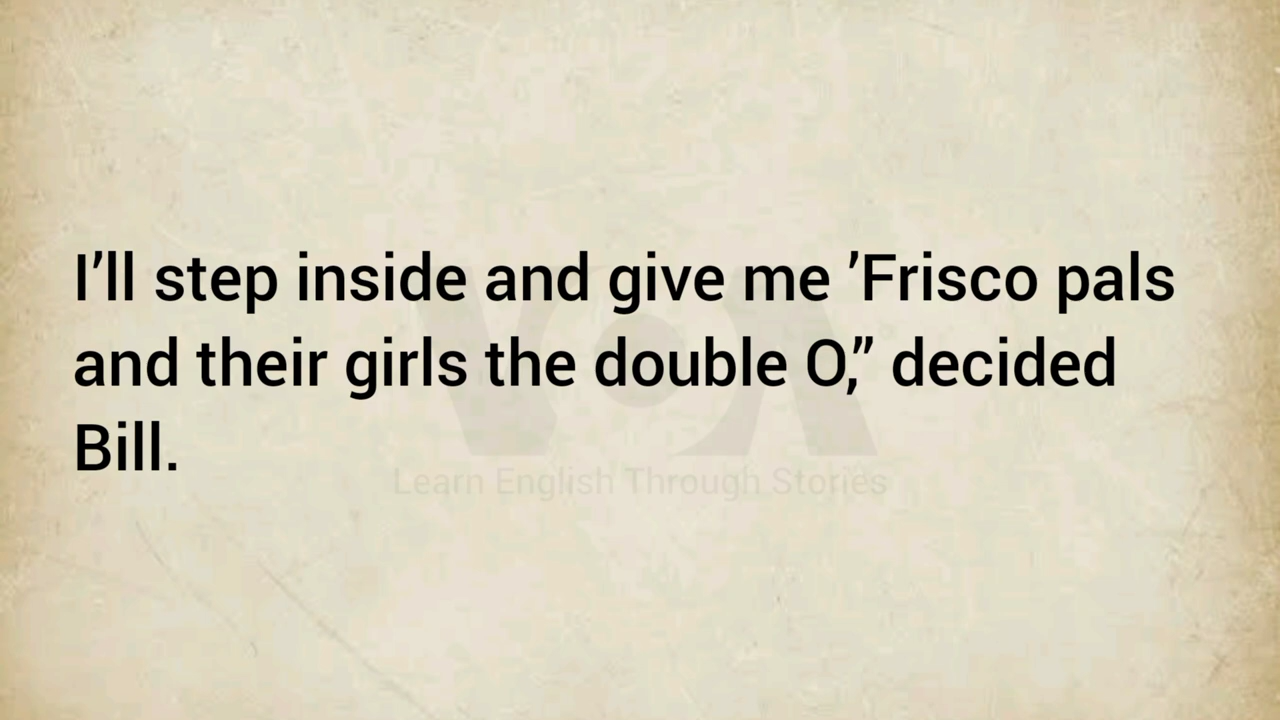 I’ll step inside and give me ’Frisco pals
and their girls the double O,” decided
Bill.
VOA
Learn English Through Stories